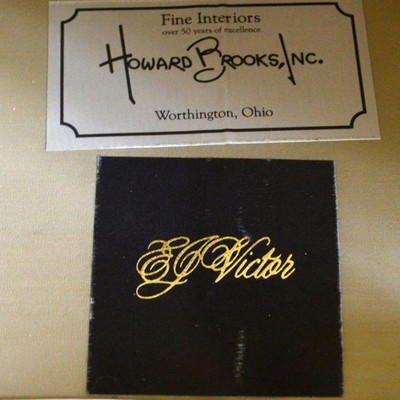 Fine Interiors
over 50 years of excellence
Howard Brooks, Inc.
Worthington, Ohio
EJ Victor